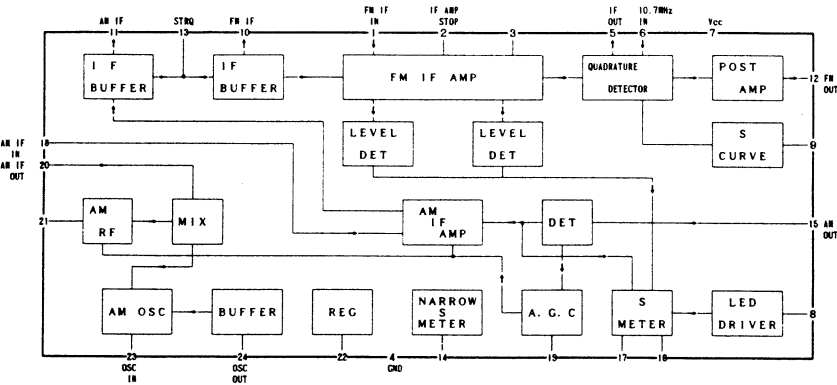 AM IF
11
STRQ
13
FM IF
10
FM IF
IN
1
IF AMP
STOP
2
3
IF
OUT
5
10.7MHz
IN
6
Vcc
7
IF
BUFFER
IF
BUFFER
FM IF AMP
QUADRATURE
DETECTOR
POST
AMP
12 FM
OUT
LEVEL
DET
LEVEL
DET
S
CURVE
9
AM IF
IN
18
AM IF
OUT
20
21
AM
RF
MIX
AM
IF
AMP
DET
15 AM
OUT
AM OSC
BUFFER
REG
NARROW
S
METER
A.G.C
S
METER
LED
DRIVER
8
23
OSC
IN
24
OSC
OUT
22
4
GND
14
19
17